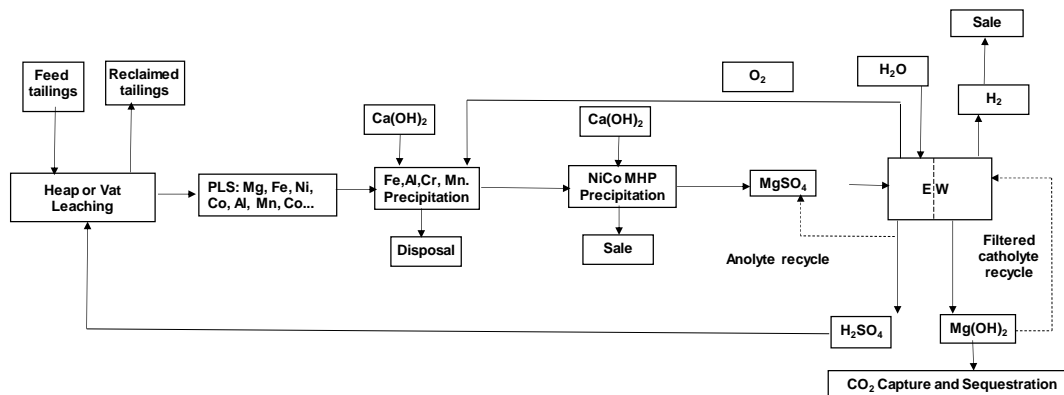 Sale
Feed
tailings
Reclaimed
tailings
O₂
H₂O
H₂
Ca(OH)₂
Ca(OH)₂
Heap or Vat
Leaching
PLS: Mg, Fe, Ni,
Co, Al, Mn, Co...
Fe,Al,Cr, Mn.
Precipitation
NiCo MHP
Precipitation
MgSO₄
E W
Disposal
Sale
Anolyte recycle
Filtered
catholyte
recycle
H₂SO₄
Mg(OH)₂
CO₂ Capture and Sequestration